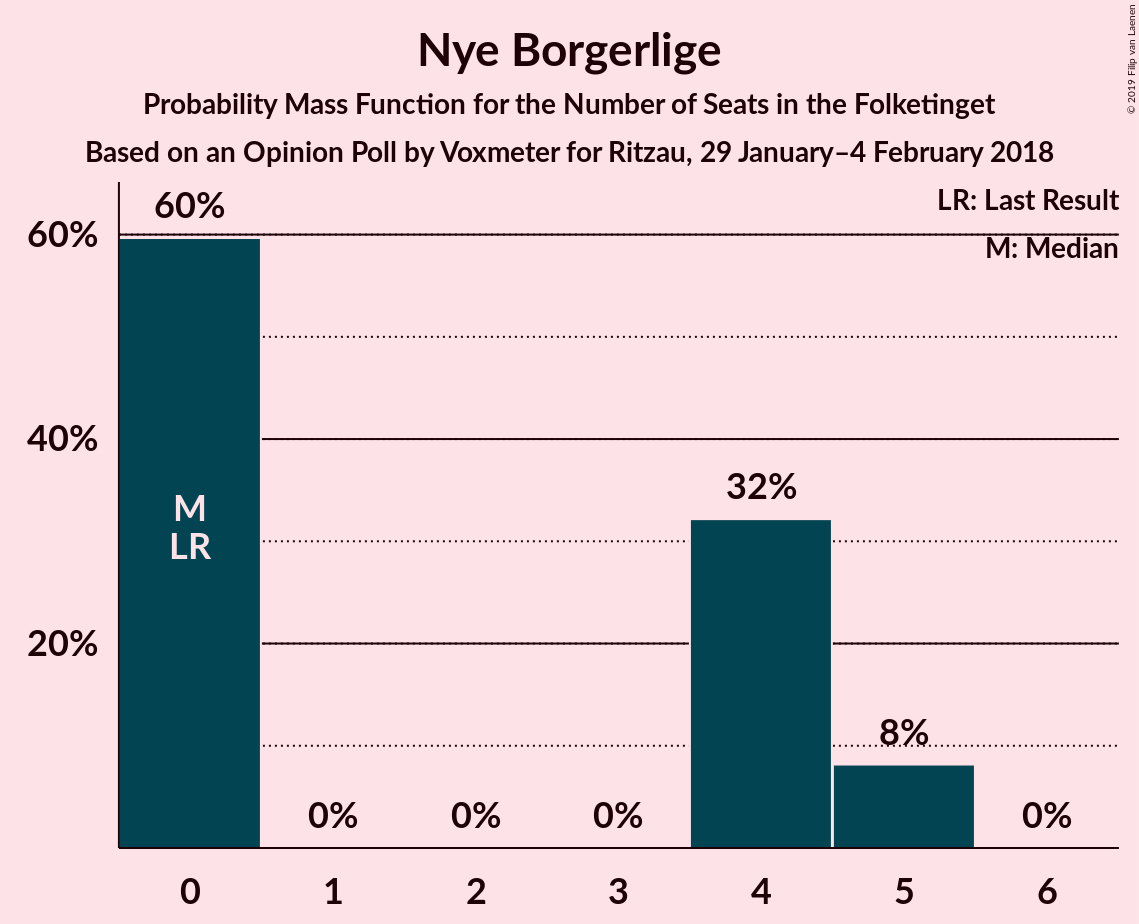 Nye Borgerlige
Probability Mass Function for the Number of Seats in the Folketinget
Based on an Opinion Poll by Voxmeter for Ritzau, 29 January–4 February 2018
© 2019 Filip van Laenen
LR: Last Result
M: Median
60%
60%
40%
32%
M
LR
20%
8%
0%
0%
0%
0%
0
1
2
3
4
5
6